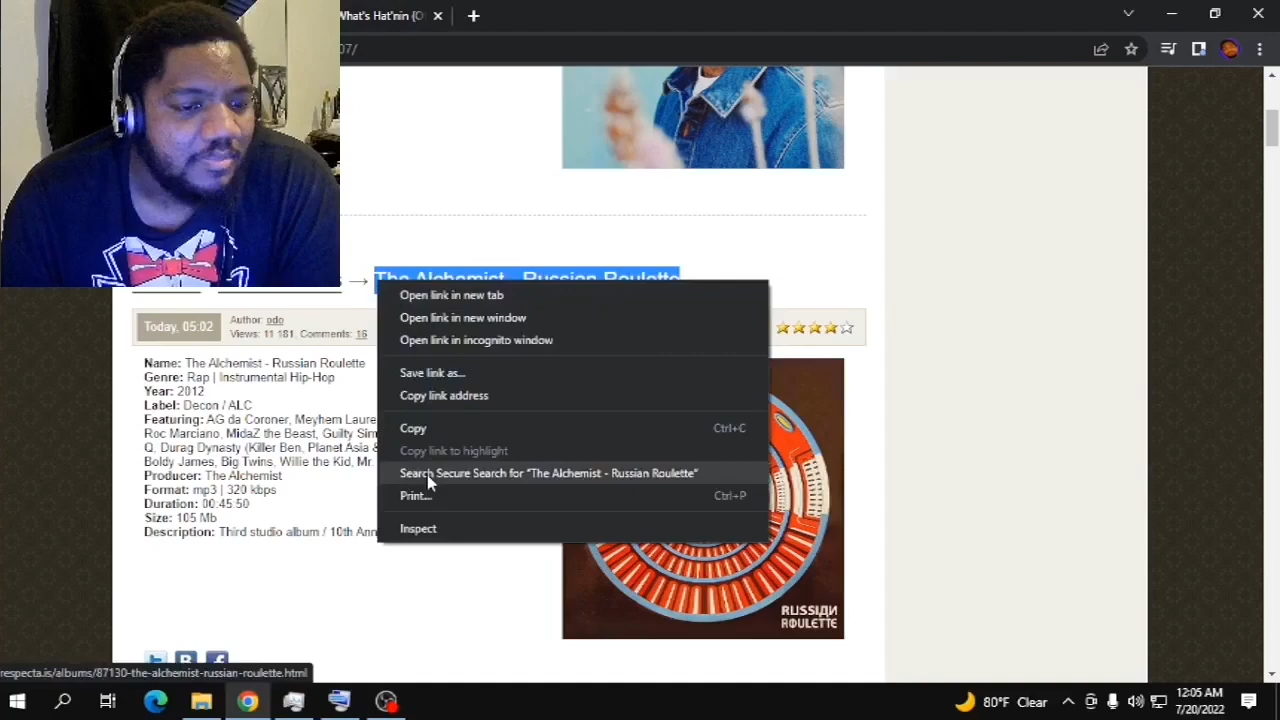 What's Hat'nin {O
07/
→ The Alchemist - Russian Roulette
Open link in new tab
Open link in new window
Open link in incognito window
Save link as...
Copy link address
Copy Ctrl+C
Copy link to highlight
Search Secure Search for "The Alchemist - Russian Roulette"
Print... Ctrl+P
Inspect
Today, 05:02
Author: odo
Views: 11 181, Comments: 16
Name: The Alchemist - Russian Roulette
Genre: Rap | Instrumental Hip-Hop
Year: 2012
Label: Decon / ALC
Featuring: AG da Coroner, Meyhem Laure
Roc Marciano, MidaZ the Beast, Guilty Sim
Q, Durag Dynasty (Killer Ben, Planet Asia &
Boldy James, Big Twins, Willie the Kid, Mr.
Producer: The Alchemist
Format: mp3 | 320 kbps
Duration: 00:45:50
Size: 105 Mb
Description: Third studio album / 10th Ann
RUSSIAN
ROULETTE
respecta.is/albums/87130-the-alchemist-russian-roulette.html
80°F Clear
12:05 AM
7/20/2022